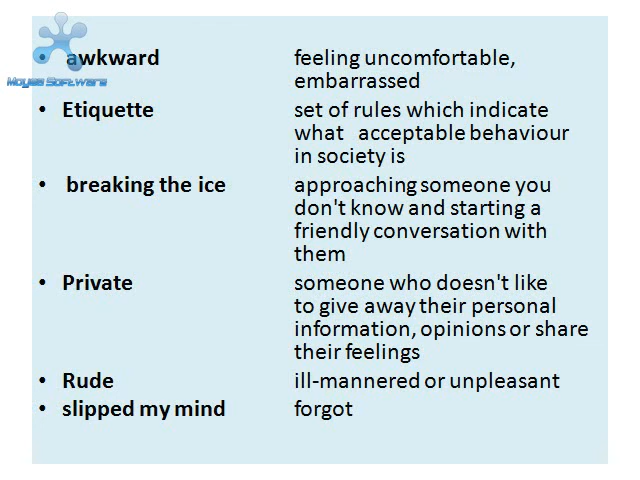 • awkward feeling uncomfortable,
embarrassed
Moyea Software
• Etiquette set of rules which indicate
what acceptable behaviour
in society is
• breaking the ice approaching someone you
don't know and starting a
friendly conversation with
them
• Private someone who doesn't like
to give away their personal
information, opinions or share
their feelings
• Rude ill-mannered or unpleasant
• slipped my mind forgot